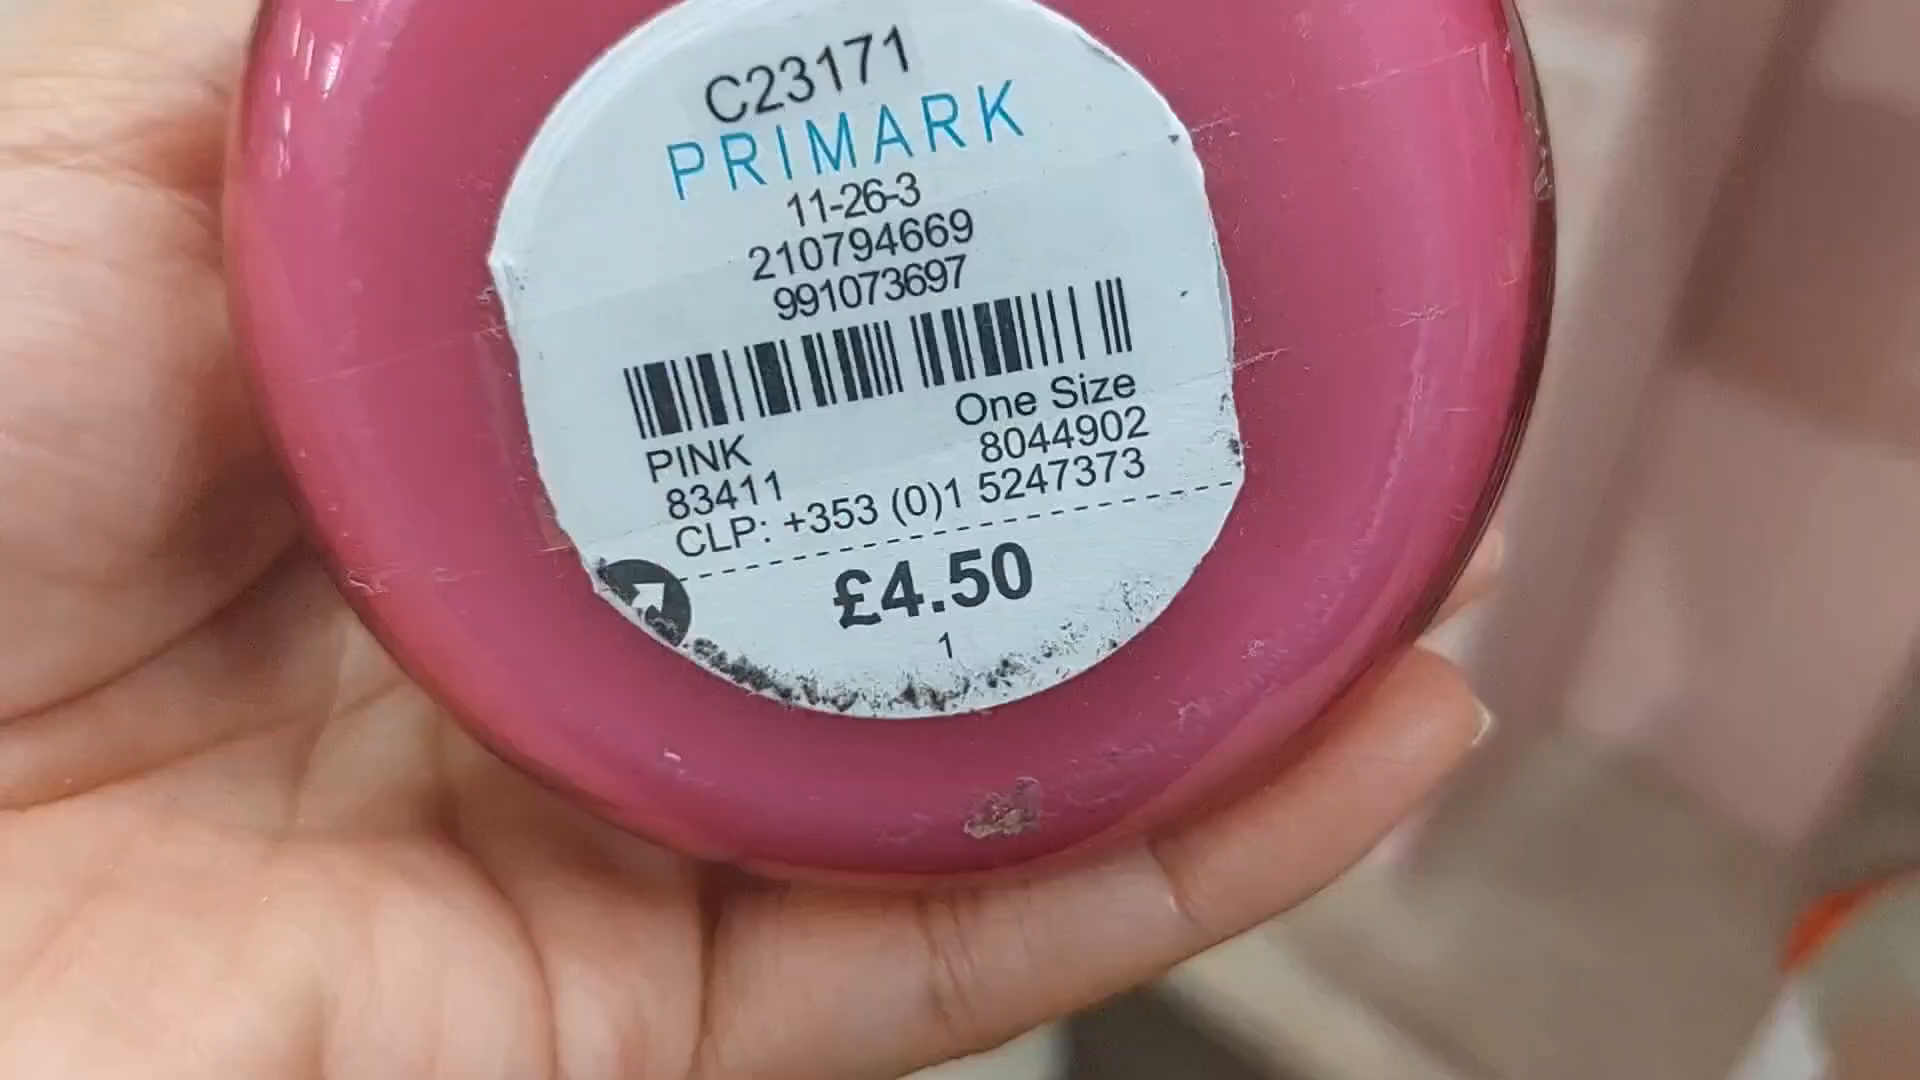 C23171
PRIMARK
11-26-3
210794669
991073697
One Size
PINK 8044902
83411
CLP: +353 (0)1 5247373
£4.50
1